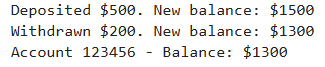 Deposited $500. New balance: $1500
Withdrawn $200. New balance: $1300
Account 123456 - Balance: $1300